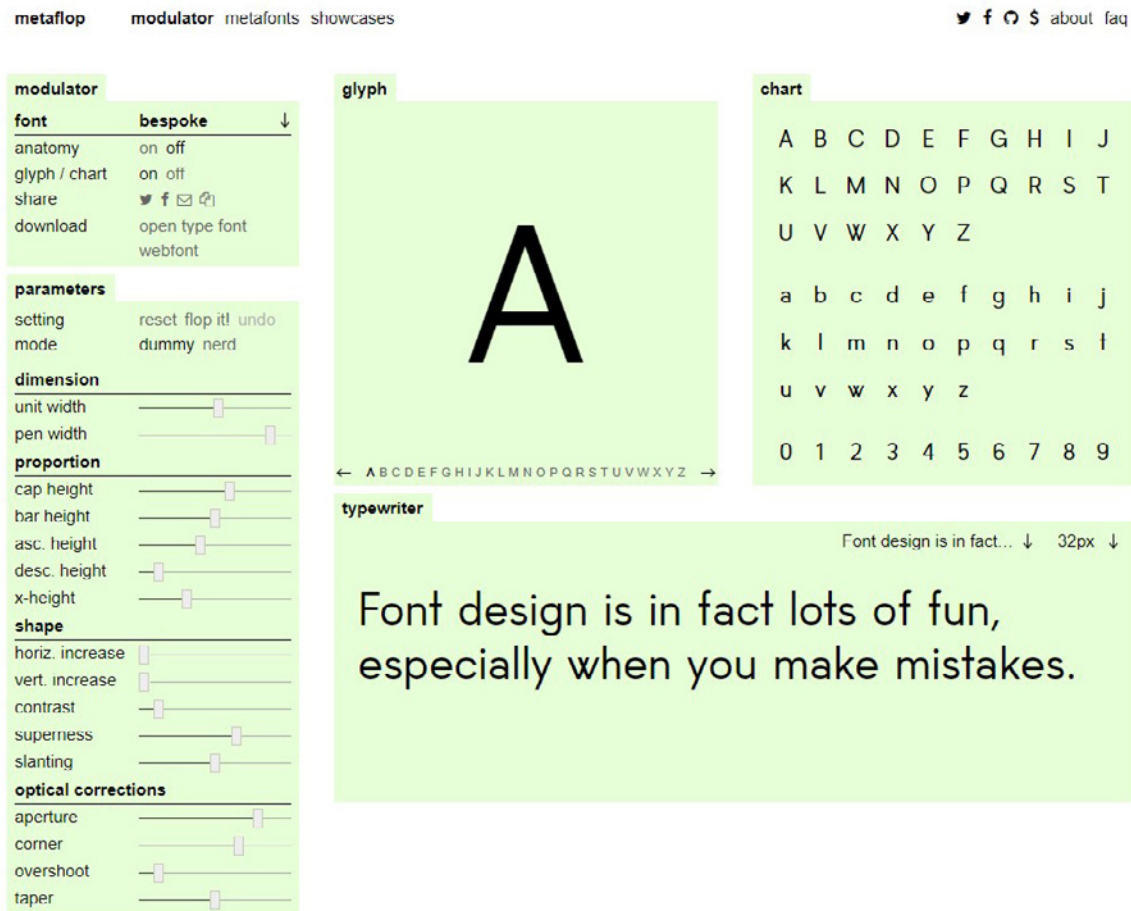 metaflop modulator metafonts showcases $ about faq
modulator
font bespoke ↓
anatomy on off
glyph / chart on off
share
download open type font
webfont
parameters
setting reset flop it! undo
mode dummy nerd
dimension
unit width
pen width
proportion
cap height
bar height
asc. height
desc. height
x-height
shape
horiz. increase
vert. increase
contrast
superness
slanting
optical corrections
aperture
corner
overshoot
taper
glyph
A
← A B C D E F G H I J K L M N O P Q R S T U V W X Y Z →
chart
A B C D E F G H I J
K L M N O P Q R S T
U V W X Y Z
a b c d e f g h i j
k l m n o p q r s t
u v w x y z
0 1 2 3 4 5 6 7 8 9
typewriter
Font design is in fact... ↓ 32px ↓
Font design is in fact lots of fun,
especially when you make mistakes.